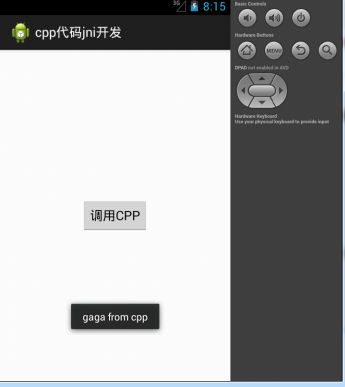 3G 8:15
cpp代码jni开发
调用CPP
gaga from cpp
Basic Controls
Hardware Buttons
MENU
DPAD not enabled in AVD
Hardware Keyboard
Use your physical keyboard to provide input